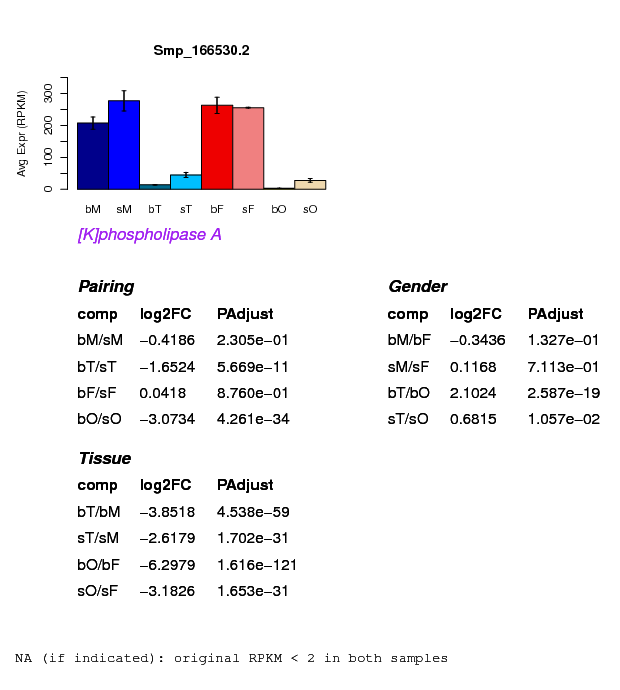 Smp_166530.2
Avg Expr (RPKM)
0 100 200 300
bM sM bT sT bF sF bO sO
[K]phospholipase A
Pairing
comp log2FC PAdjust
bM/sM −0.4186 2.305e−01
bT/sT −1.6524 5.669e−11
bF/sF 0.0418 8.760e−01
bO/sO −3.0734 4.261e−34
Gender
comp log2FC PAdjust
bM/bF −0.3436 1.327e−01
sM/sF 0.1168 7.113e−01
bT/bO 2.1024 2.587e−19
sT/sO 0.6815 1.057e−02
Tissue
comp log2FC PAdjust
bT/bM −3.8518 4.538e−59
sT/sM −2.6179 1.702e−31
bO/bF −6.2979 1.616e−121
sO/sF −3.1826 1.653e−31
NA (if indicated): original RPKM < 2 in both samples